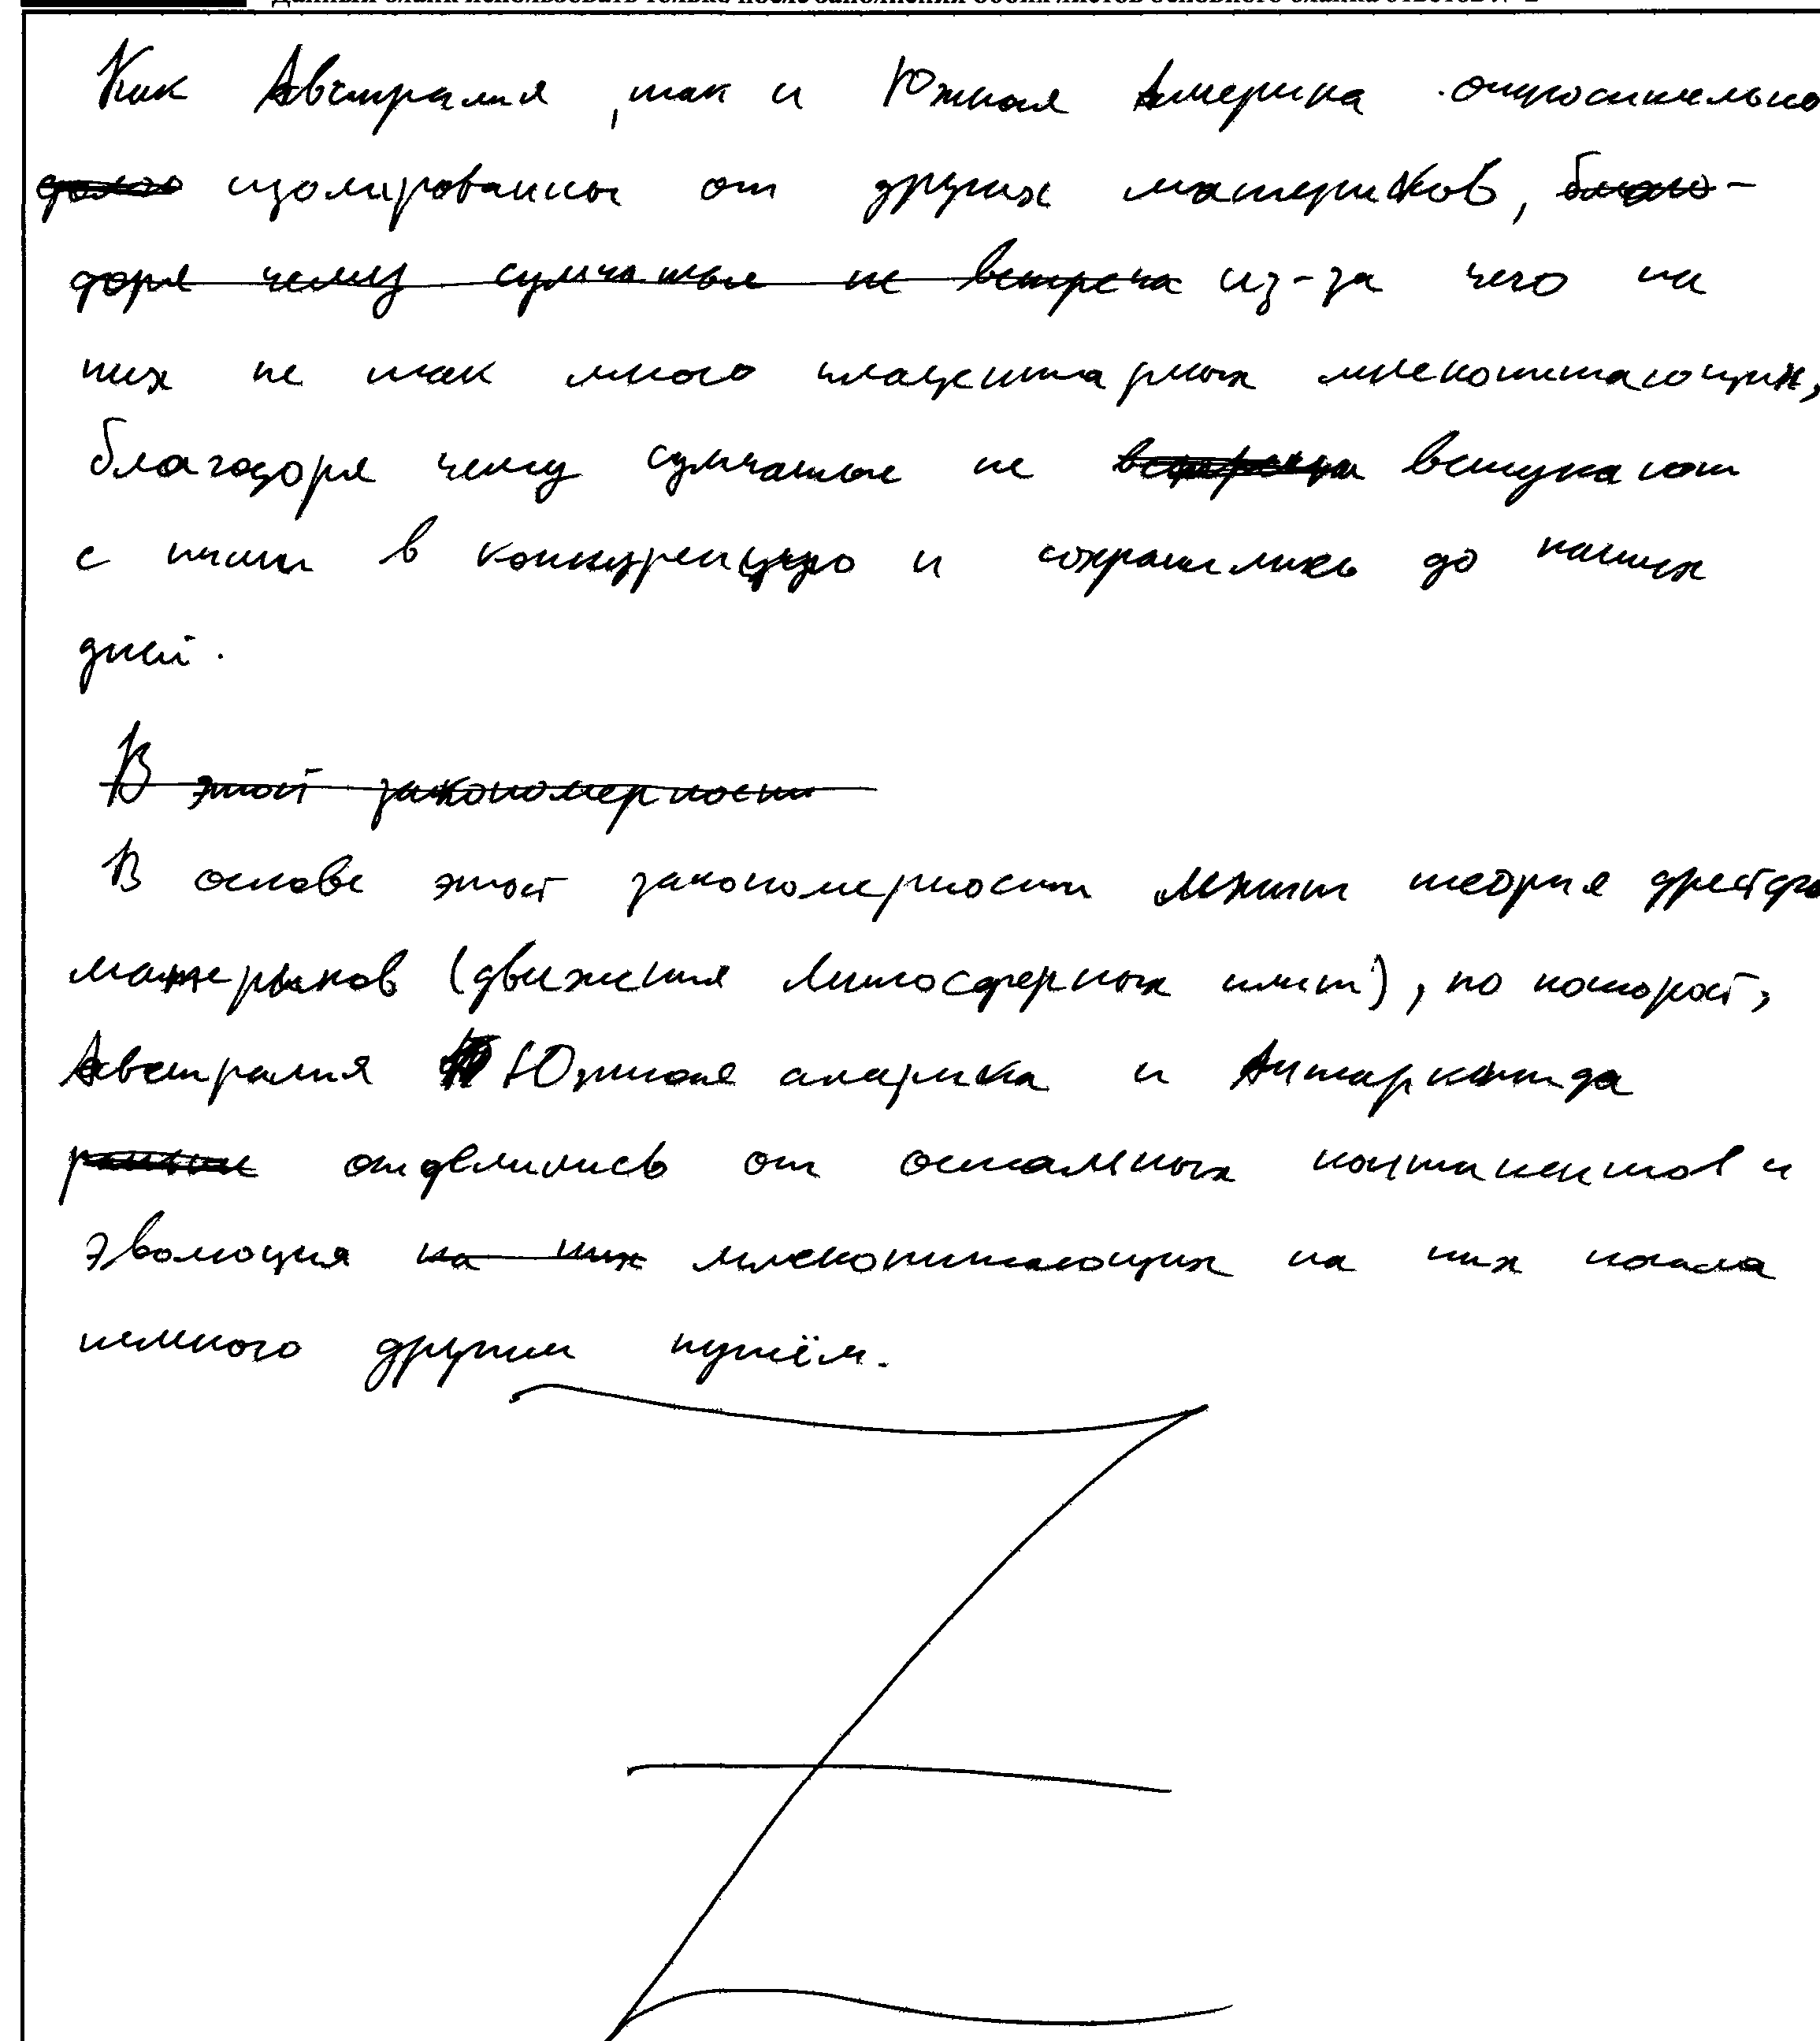 Данный бланк использовать только после заполнения обоих листов основного бланка ответов № 2
Как Австралия, так и Южная Америка относительно
долго изолированны от других материков, благо-
доря чему сумчатые не встреча из-за чего на
них не так много плацентарных млекопитающих,
благодоря чему сумчатые не вступают
с ними в конкуренцию и сохранились до наших
дней.
В этой закономерности
В основе этой закономерности лежит теория дрейфа
материков (движения литосферных плит), по которой,
Австралия Южная америка и Антарктида
отделились от остальных континентов и
эволюция на них млекопитающих на них пошла
немного другим путём.